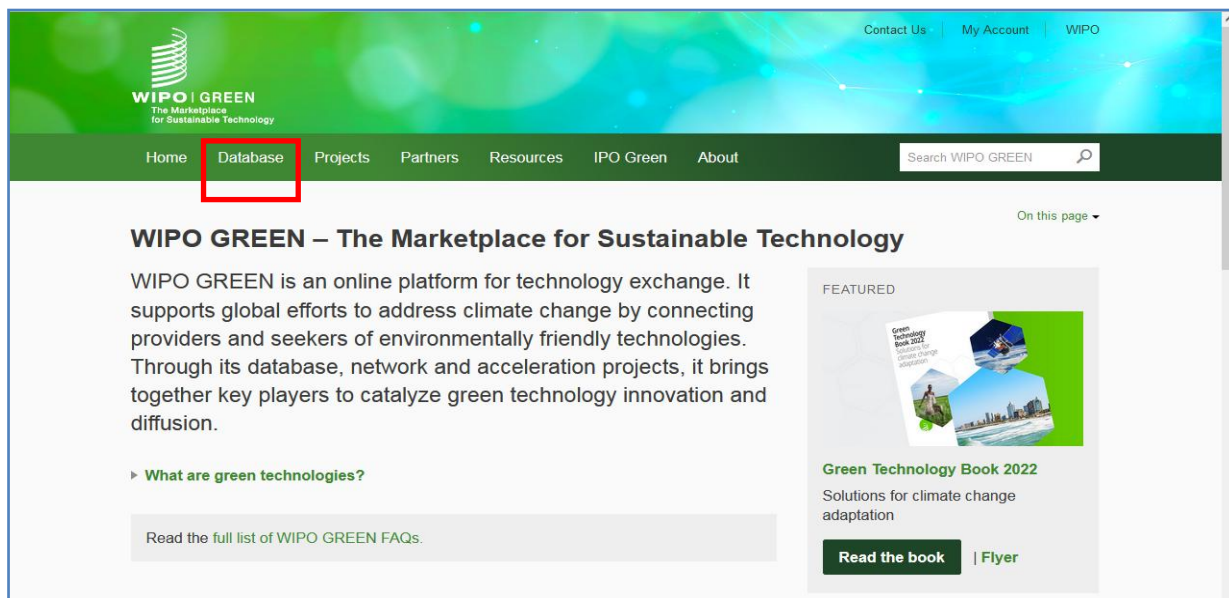 Contact Us | My Account | WIPO
WIPO | GREEN
The Marketplace
for Sustainable Technology
Home Database Projects Partners Resources IPO Green About Search WIPO GREEN
On this page
WIPO GREEN – The Marketplace for Sustainable Technology
WIPO GREEN is an online platform for technology exchange. It
supports global efforts to address climate change by connecting
providers and seekers of environmentally friendly technologies.
Through its database, network and acceleration projects, it brings
together key players to catalyze green technology innovation and
diffusion.
What are green technologies?
Read the full list of WIPO GREEN FAQs.
FEATURED
Green
Technology
Book 2022
Solutions for
climate change
adaptation
Green Technology Book 2022
Solutions for climate change
adaptation
Read the book | Flyer